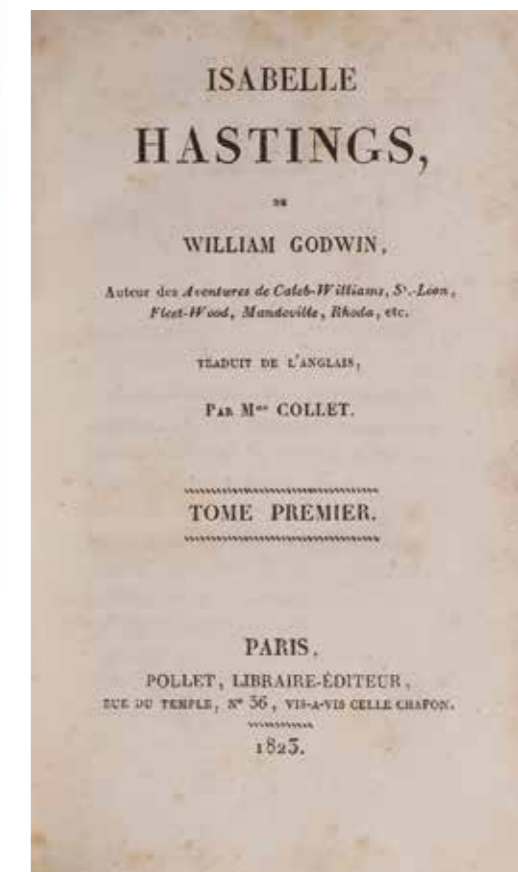 ISABELLE
HASTINGS,
DE
WILLIAM GODWIN,
Auteur des Aventures de Caleb-Williams, St.-Léon,
Fleet-Wood, Mandeville, Rhoda, etc.
TRADUIT DE L'ANGLAIS,
PAR Mme COLLET.
TOME PREMIER.
PARIS,
POLLET, LIBRAIRE-ÉDITEUR,
RUE DU TEMPLE, No 36, VIS-A-VIS CELLE CHAPON.
1823.